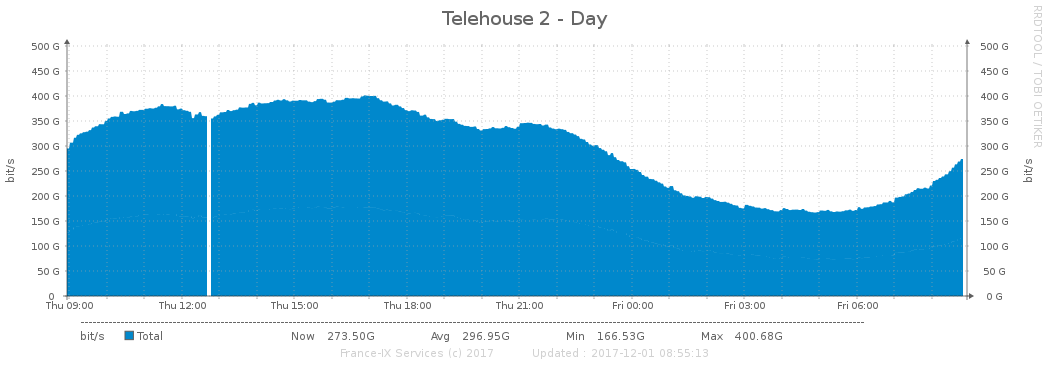 Telehouse 2 - Day
RRDTOOL / TOBI OETIKER
500 G 500 G
450 G 450 G
400 G 400 G
350 G 350 G
300 G 300 G
250 G 250 G
200 G 200 G
150 G 150 G
100 G 100 G
50 G 50 G
0 0 G
bit/s bit/s
Thu 09:00 Thu 12:00 Thu 15:00 Thu 18:00 Thu 21:00 Fri 00:00 Fri 03:00 Fri 06:00
bit/s Total Now 273.50G Avg 296.95G Min 166.53G Max 400.68G
France-IX Services (c) 2017 Updated : 2017-12-01 08:55:13